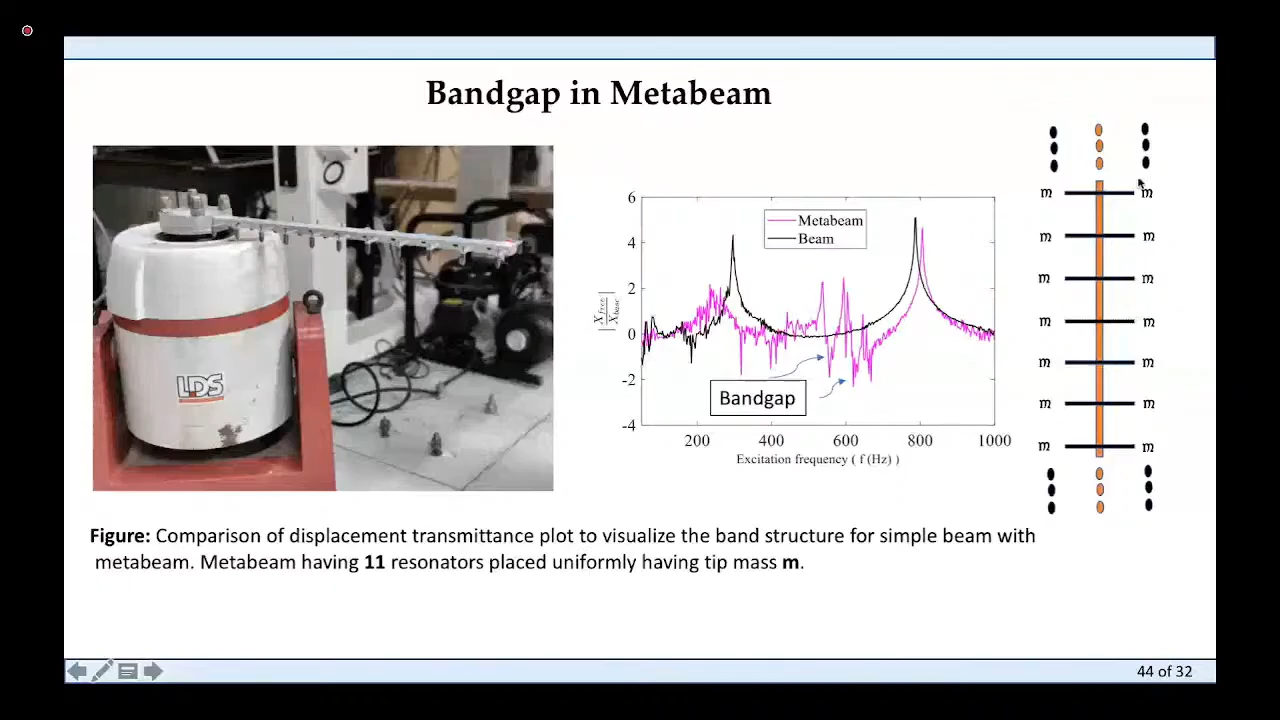 Bandgap in Metabeam
LDS
6
4
2
0
-2
-4
|X_free/X_base|
Metabeam
Beam
Bandgap
200 400 600 800 1000
Excitation frequency ( f (Hz) )
m m
m m
m m
m m
m m
m m
m m
Figure: Comparison of displacement transmittance plot to visualize the band structure for simple beam with
metabeam. Metabeam having 11 resonators placed uniformly having tip mass m.
44 of 32